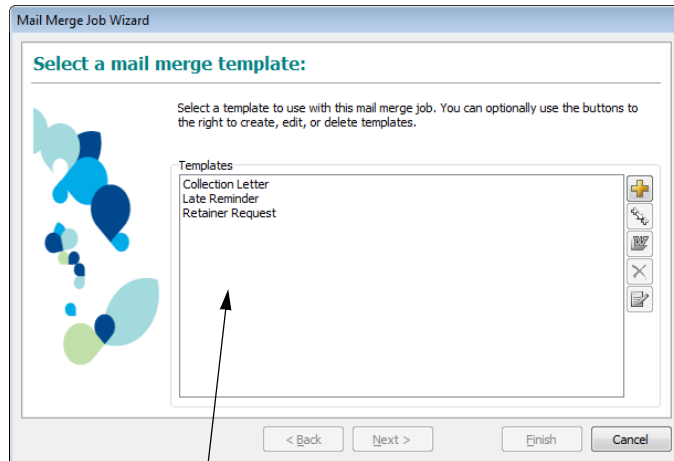 Mail Merge Job Wizard
Select a mail merge template:
Select a template to use with this mail merge job. You can optionally use the buttons to
the right to create, edit, or delete templates.
Templates
Collection Letter
Late Reminder
Retainer Request
< Back
Next >
Finish
Cancel